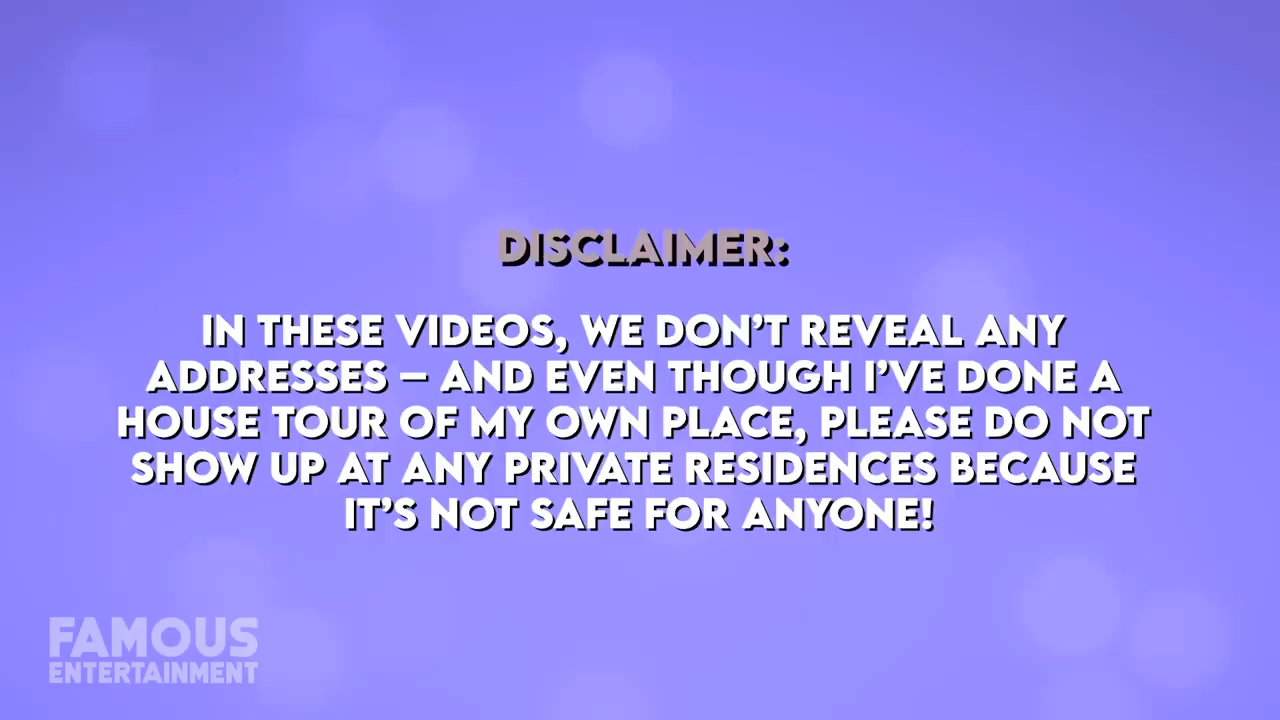 DISCLAIMER:
IN THESE VIDEOS, WE DON'T REVEAL ANY
ADDRESSES – AND EVEN THOUGH I'VE DONE A
HOUSE TOUR OF MY OWN PLACE, PLEASE DO NOT
SHOW UP AT ANY PRIVATE RESIDENCES BECAUSE
IT'S NOT SAFE FOR ANYONE!
FAMOUS
ENTERTAINMENT